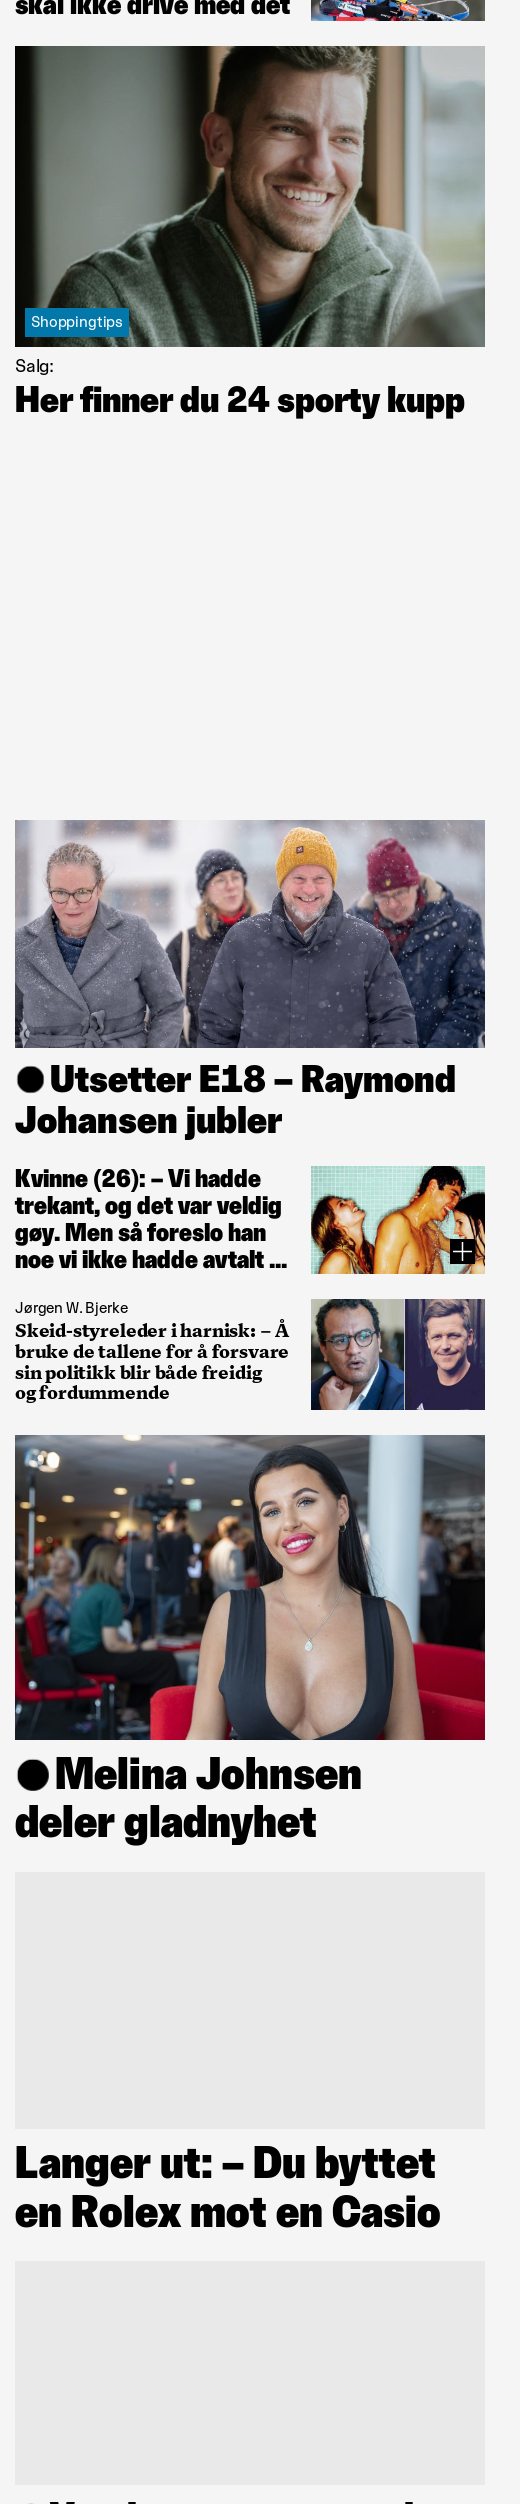 skal ikke drive med det
Shoppingtips
Salg:
Her finner du 24 sporty kupp
Utsetter E18 – Raymond
Johansen jubler
Kvinne (26): – Vi hadde
trekant, og det var veldig
gøy. Men så foreslo han
noe vi ikke hadde avtalt ...
Jørgen W. Bjerke
Skeid-styreleder i harnisk: – Å
bruke de tallene for å forsvare
sin politikk blir både freidig
og fordummende
Melina Johnsen
deler gladnyhet
Langer ut: – Du byttet
en Rolex mot en Casio